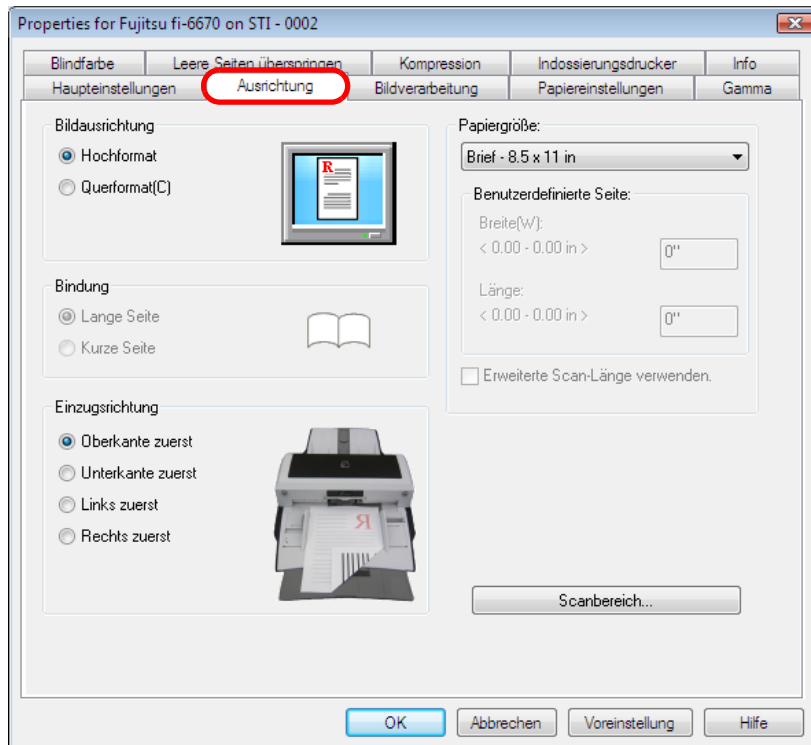 Properties for Fujitsu fi-6670 on STI - 0002
Blindfarbe Leere Seiten überspringen Kompression Indossierungsdrucker Info
Haupteinstellungen Ausrichtung Bildverarbeitung Papiereinstellungen Gamma
Bildausrichtung
Hochformat
Querformat(C)
R
Bindung
Lange Seite
Kurze Seite
Einzugsrichtung
Oberkante zuerst
Unterkante zuerst
Links zuerst
Rechts zuerst
R
Papiergröße:
Brief - 8.5 x 11 in
Benutzerdefinierte Seite:
Breite(W):
< 0.00 - 0.00 in > 0"
Länge:
< 0.00 - 0.00 in > 0"
Erweiterte Scan-Länge verwenden.
Scanbereich...
OK Abbrechen Voreinstellung Hilfe